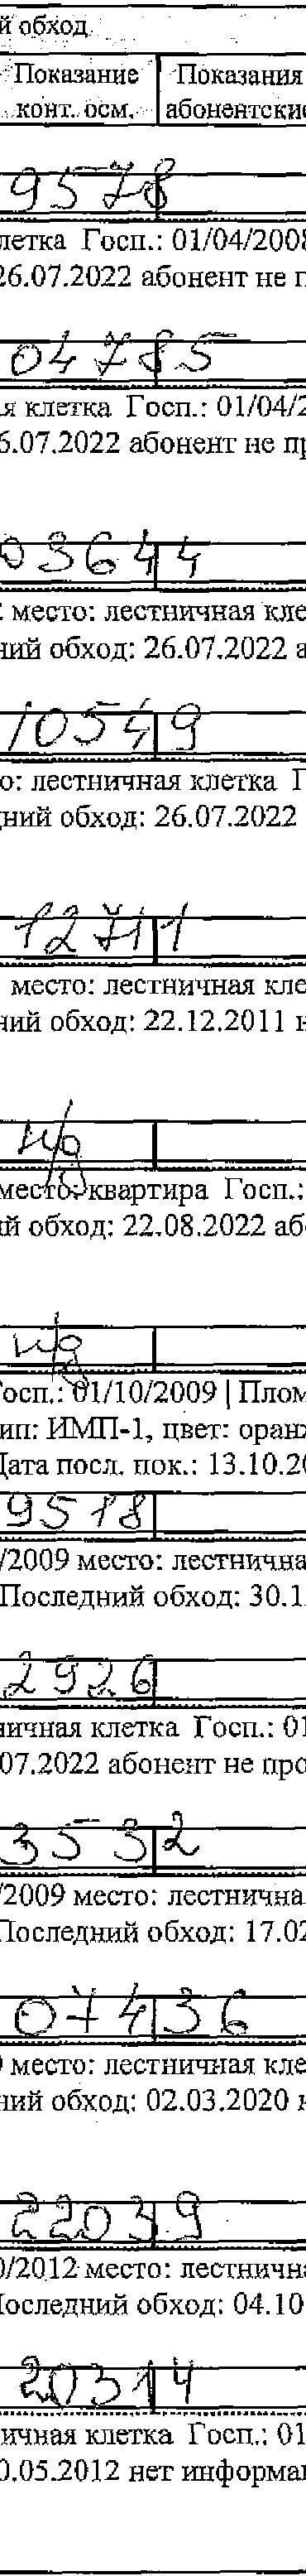 й обход
Показание Показания
конт. осм. абонентские
9578
летка Госп.: 01/04/2008
26.07.2022 абонент не п
04785
я клетка Госп.: 01/04/2
6.07.2022 абонент не пр
03644
: место: лестничная кле
ний обход: 26.07.2022 а
10549
о: лестничная клетка Г
дний обход: 26.07.2022
12711
место: лестничная кле
ний обход: 22.12.2011 н
н/д
место: квартира Госп.:
ий обход: 22.08.2022 аб
н/д
Госп.: 01/10/2009 | Плом
ип: ИМП-1, цвет: оран
Дата посл. пок.: 13.10.20
9518
/2009 место: лестнична
Последний обход: 30.1
2926
ничная клетка Госп.: 01
07.2022 абонент не про
3532
/2009 место: лестнична
Последний обход: 17.02
07436
место: лестничная кле
ний обход: 02.03.2020 н
22039
0/2012 место: лестнична
Последний обход: 04.10
20314
ничная клетка Госп.: 01
0.05.2012 нет информа